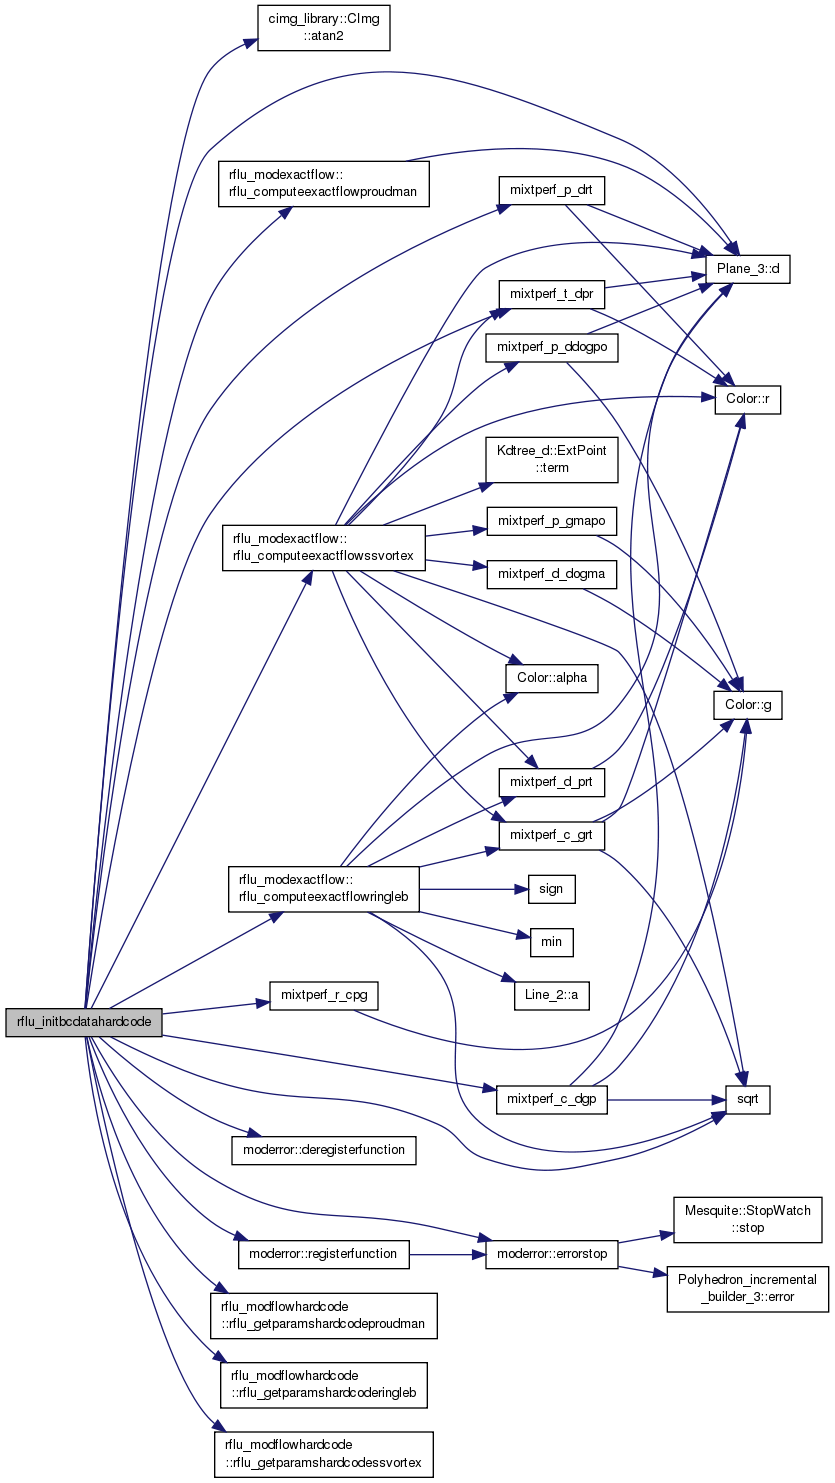 cimg_library::CImg
::atan2
rflu_modexactflow::
rflu_computeexactflowproudman
mixtperf_p_drt
Plane_3::d
mixtperf_t_dpr
mixtperf_p_ddogpo
Color::r
Kdtree_d::ExtPoint
::term
mixtperf_p_gmapo
rflu_modexactflow::
rflu_computeexactflowssvortex
mixtperf_d_dogma
Color::alpha
Color::g
mixtperf_d_prt
mixtperf_c_grt
rflu_modexactflow::
rflu_computeexactflowringleb
sign
min
mixtperf_r_cpg
Line_2::a
rflu_initbcdatahardcode
mixtperf_c_dgp
sqrt
moderror::deregisterfunction
Mesquite::StopWatch
::stop
moderror::registerfunction
moderror::errorstop
Polyhedron_incremental
_builder_3::error
rflu_modflowhardcode
::rflu_getparamshardcodeproudman
rflu_modflowhardcode
::rflu_getparamshardcoderingleb
rflu_modflowhardcode
::rflu_getparamshardcodessvortex